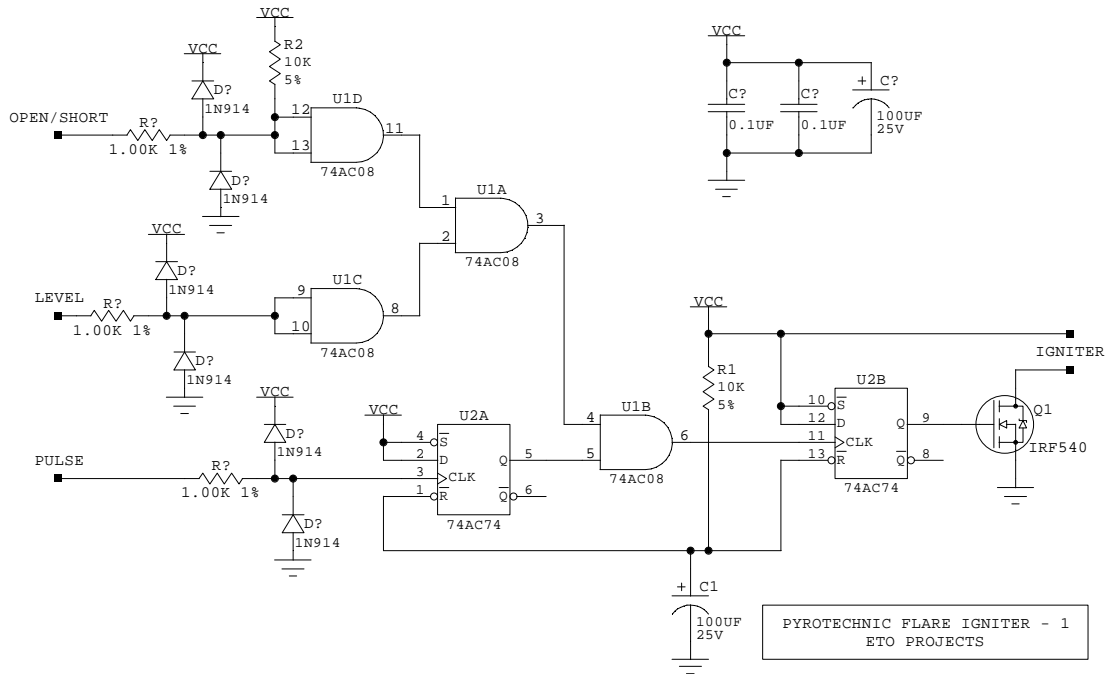 VCC
R2
10K
5%
VCC
D?
1N914
U1D
OPEN/SHORT
R?
1.00K 1%
12
13
11
74AC08
D?
1N914
VCC
C?
0.1UF
C?
0.1UF
+ C?
100UF
25V
U1A
1
2
3
74AC08
VCC
D?
1N914
U1C
LEVEL
R?
1.00K 1%
9
10
8
74AC08
D?
1N914
VCC
IGNITER
R1
10K
5%
VCC
D?
1N914
VCC
U2A
4 S
2 D
3 CLK
1 R
Q 5
Q 6
74AC74
PULSE
R?
1.00K 1%
D?
1N914
U1B
4
5
6
74AC08
U2B
10 S
12 D
11 CLK
13 R
Q 9
Q 8
74AC74
Q1
IRF540
+ C1
100UF
25V
PYROTECHNIC FLARE IGNITER - 1
ETO PROJECTS